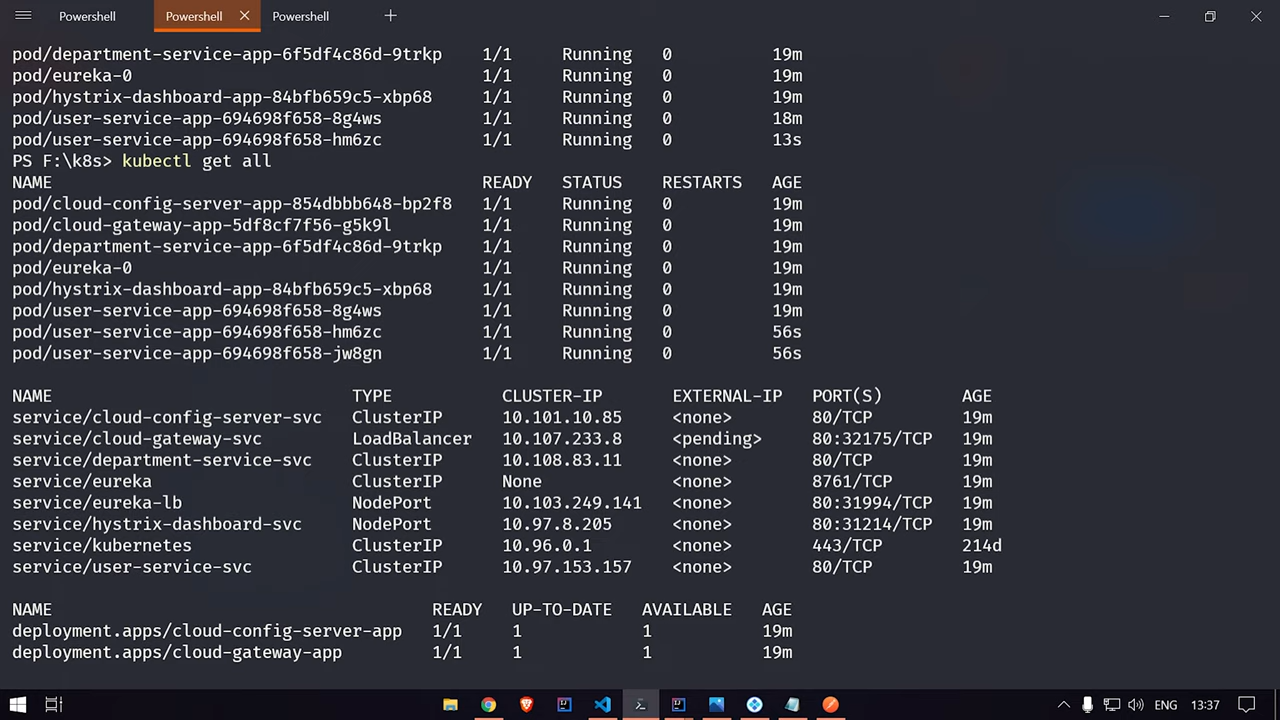 Powershell Powershell Powershell
pod/department-service-app-6f5df4c86d-9trkp 1/1 Running 0 19m
pod/eureka-0 1/1 Running 0 19m
pod/hystrix-dashboard-app-84bfb659c5-xbp68 1/1 Running 0 19m
pod/user-service-app-694698f658-8g4ws 1/1 Running 0 18m
pod/user-service-app-694698f658-hm6zc 1/1 Running 0 13s
PS F:\k8s> kubectl get all
NAME READY STATUS RESTARTS AGE
pod/cloud-config-server-app-854dbbb648-bp2f8 1/1 Running 0 19m
pod/cloud-gateway-app-5df8cf7f56-g5k9l 1/1 Running 0 19m
pod/department-service-app-6f5df4c86d-9trkp 1/1 Running 0 19m
pod/eureka-0 1/1 Running 0 19m
pod/hystrix-dashboard-app-84bfb659c5-xbp68 1/1 Running 0 19m
pod/user-service-app-694698f658-8g4ws 1/1 Running 0 19m
pod/user-service-app-694698f658-hm6zc 1/1 Running 0 56s
pod/user-service-app-694698f658-jw8gn 1/1 Running 0 56s
NAME TYPE CLUSTER-IP EXTERNAL-IP PORT(S) AGE
service/cloud-config-server-svc ClusterIP 10.101.10.85 <none> 80/TCP 19m
service/cloud-gateway-svc LoadBalancer 10.107.233.8 <pending> 80:32175/TCP 19m
service/department-service-svc ClusterIP 10.108.83.11 <none> 80/TCP 19m
service/eureka ClusterIP None <none> 8761/TCP 19m
service/eureka-lb NodePort 10.103.249.141 <none> 80:31994/TCP 19m
service/hystrix-dashboard-svc NodePort 10.97.8.205 <none> 80:31214/TCP 19m
service/kubernetes ClusterIP 10.96.0.1 <none> 443/TCP 214d
service/user-service-svc ClusterIP 10.97.153.157 <none> 80/TCP 19m
NAME READY UP-TO-DATE AVAILABLE AGE
deployment.apps/cloud-config-server-app 1/1 1 1 19m
deployment.apps/cloud-gateway-app 1/1 1 1 19m
ENG 13:37